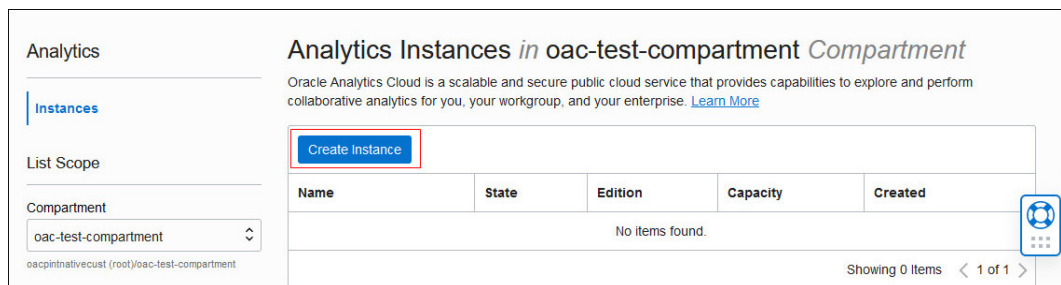 Analytics
Instances
List Scope
Compartment
oac-test-compartment
oacpintnativecust (root)/oac-test-compartment
Analytics Instances in oac-test-compartment Compartment
Oracle Analytics Cloud is a scalable and secure public cloud service that provides capabilities to explore and perform
collaborative analytics for you, your workgroup, and your enterprise. Learn More
Create Instance
Name State Edition Capacity Created
No items found.
Showing 0 Items < 1 of 1 >